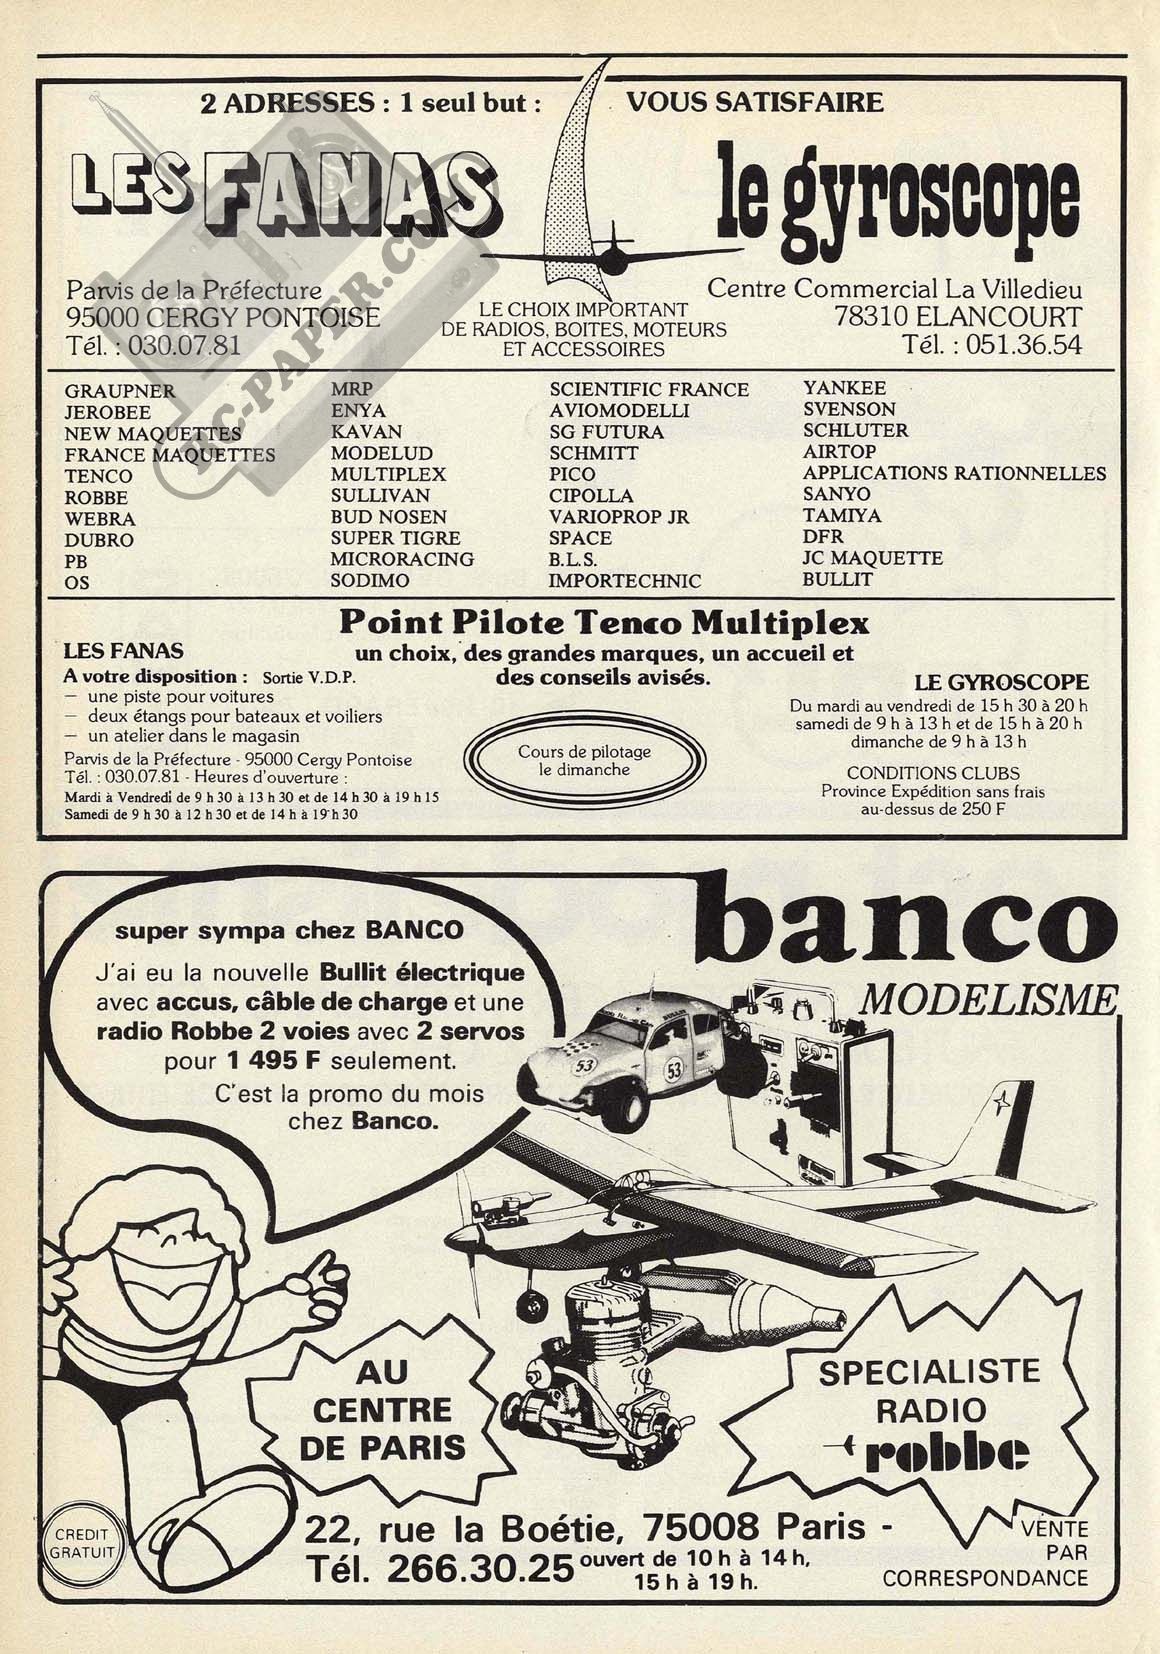 2 ADRESSES : 1 seul but : VOUS SATISFAIRE
LES FANAS
le gyroscope
Parvis de la Préfecture
95000 CERGY PONTOISE
Tél. : 030.07.81
LE CHOIX IMPORTANT
DE RADIOS, BOITES, MOTEURS
ET ACCESSOIRES
Centre Commercial La Villedieu
78310 ELANCOURT
Tél. : 051.36.54
RC-PAPER.COM
GRAUPNER
JEROBEE
NEW MAQUETTES
FRANCE MAQUETTES
TENCO
ROBBE
WEBRA
DUBRO
PB
OS
MRP
ENYA
KAVAN
MODELUD
MULTIPLEX
SULLIVAN
BUD NOSEN
SUPER TIGRE
MICRORACING
SODIMO
SCIENTIFIC FRANCE
AVIOMODELLI
SG FUTURA
SCHMITT
PICO
CIPOLLA
VARIOPROP JR
SPACE
B.L.S.
IMPORTECHNIC
YANKEE
SVENSON
SCHLUTER
AIRTOP
APPLICATIONS RATIONNELLES
SANYO
TAMIYA
DFR
JC MAQUETTE
BULLIT
Point Pilote Tenco Multiplex
un choix, des grandes marques, un accueil et
des conseils avisés.
LES FANAS
A votre disposition : Sortie V.D.P.
— une piste pour voitures
— deux étangs pour bateaux et voiliers
— un atelier dans le magasin
Parvis de la Préfecture - 95000 Cergy Pontoise
Tél. : 030.07.81 - Heures d'ouverture :
Mardi à Vendredi de 9 h 30 à 13 h 30 et de 14 h 30 à 19 h 15
Samedi de 9 h 30 à 12 h 30 et de 14 h à 19 h 30
Cours de pilotage
le dimanche
LE GYROSCOPE
Du mardi au vendredi de 15 h 30 à 20 h
samedi de 9 h à 13 h et de 15 h à 20 h
dimanche de 9 h à 13 h
CONDITIONS CLUBS
Province Expédition sans frais
au-dessus de 250 F
banco
MODELISME
super sympa chez BANCO
J'ai eu la nouvelle Bullit électrique
avec accus, câble de charge et une
radio Robbe 2 voies avec 2 servos
pour 1 495 F seulement.
C'est la promo du mois
chez Banco.
BULLIT
53
53
AU
CENTRE
DE PARIS
SPECIALISTE
RADIO
robbe
CREDIT
GRATUIT
22, rue la Boétie, 75008 Paris -
Tél. 266.30.25 ouvert de 10 h à 14 h,
15 h à 19 h.
VENTE
PAR
CORRESPONDANCE